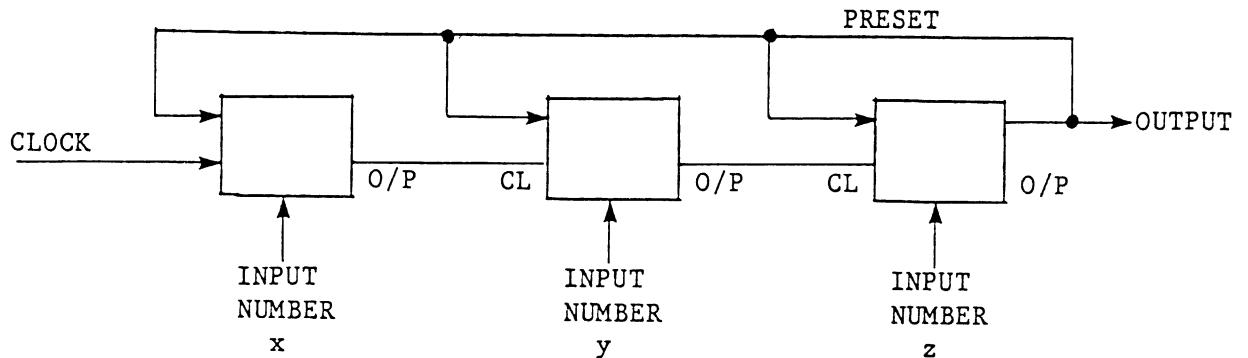 PRESET
CLOCK
OUTPUT
O/P
CL
O/P
CL
O/P
INPUT
NUMBER
x
INPUT
NUMBER
y
INPUT
NUMBER
z